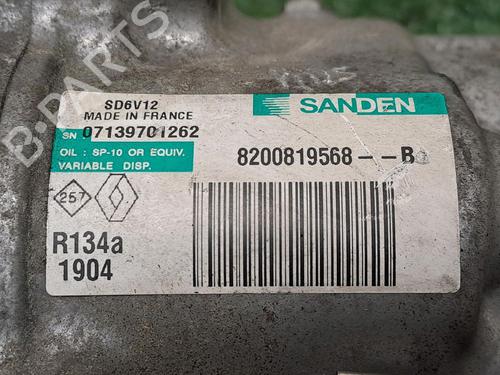 B-PARTS
SD6V12
MADE IN FRANCE
SN 07139701262
OIL : SP-10 OR EQUIV.
VARIABLE DISP.
SANDEN
8200819568--B
257
R134a
1904